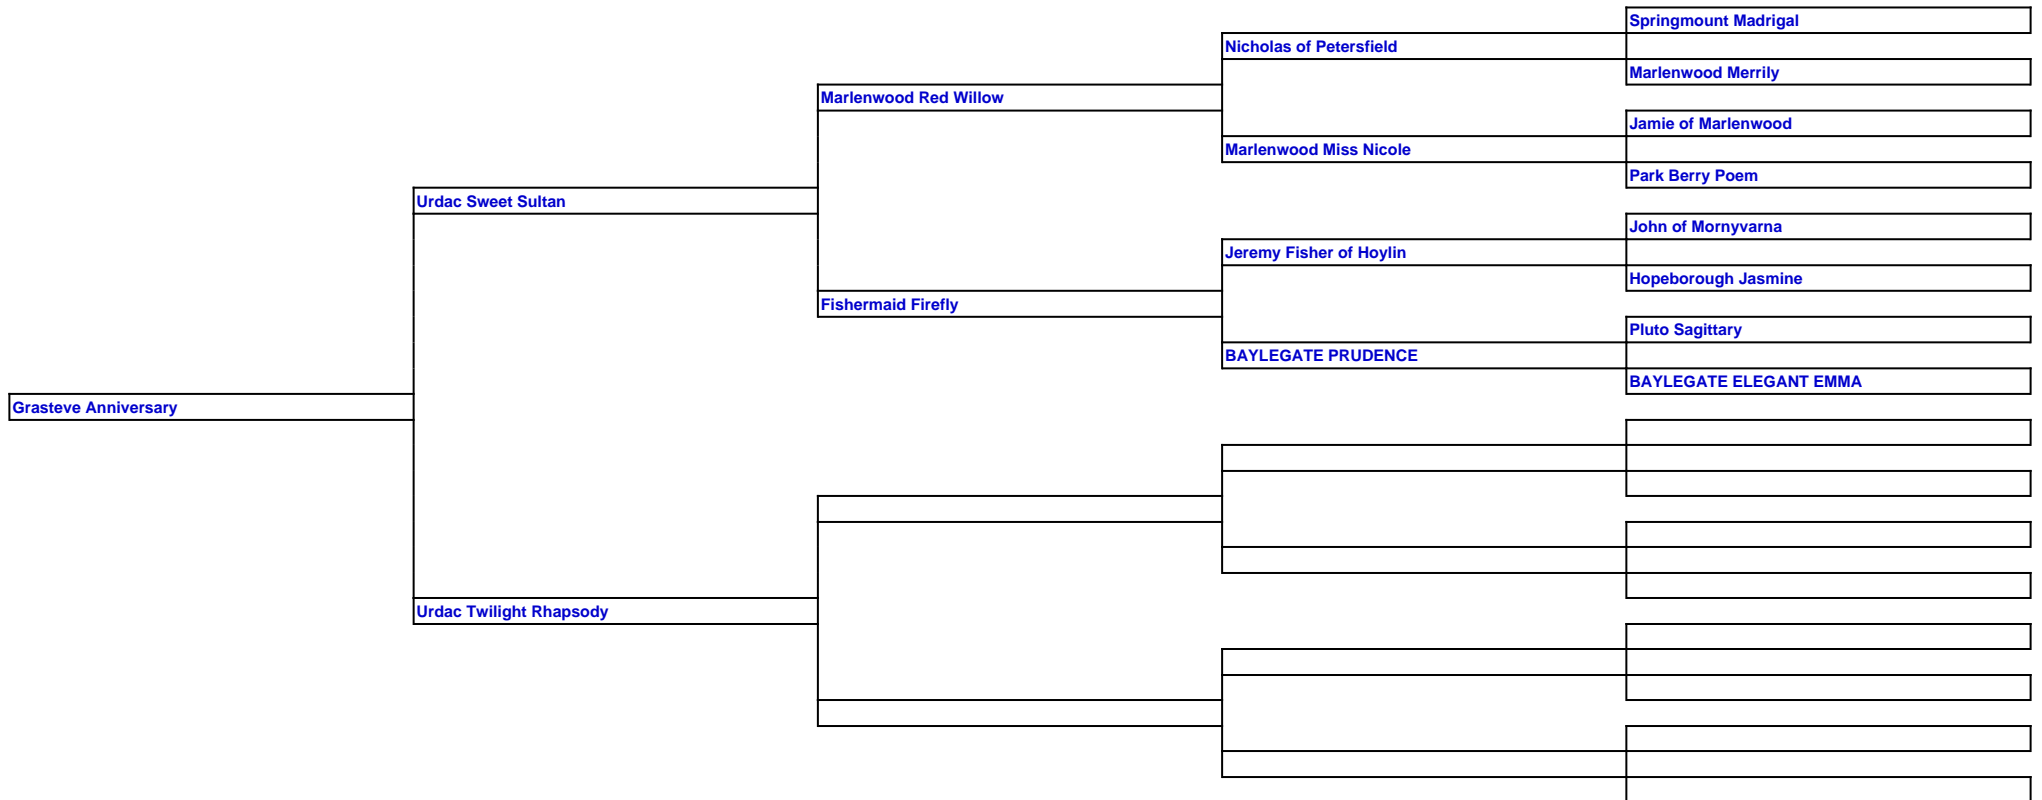 Springmount Madrigal
Nicholas of Petersfield
Marlenwood Merrily
Marlenwood Red Willow
Jamie of Marlenwood
Marlenwood Miss Nicole
Park Berry Poem
Urdac Sweet Sultan
John of Mornyvarna
Jeremy Fisher of Hoylin
Hopeborough Jasmine
Fishermaid Firefly
Pluto Sagittary
BAYLEGATE PRUDENCE
BAYLEGATE ELEGANT EMMA
Grasteve Anniversary
Urdac Twilight Rhapsody